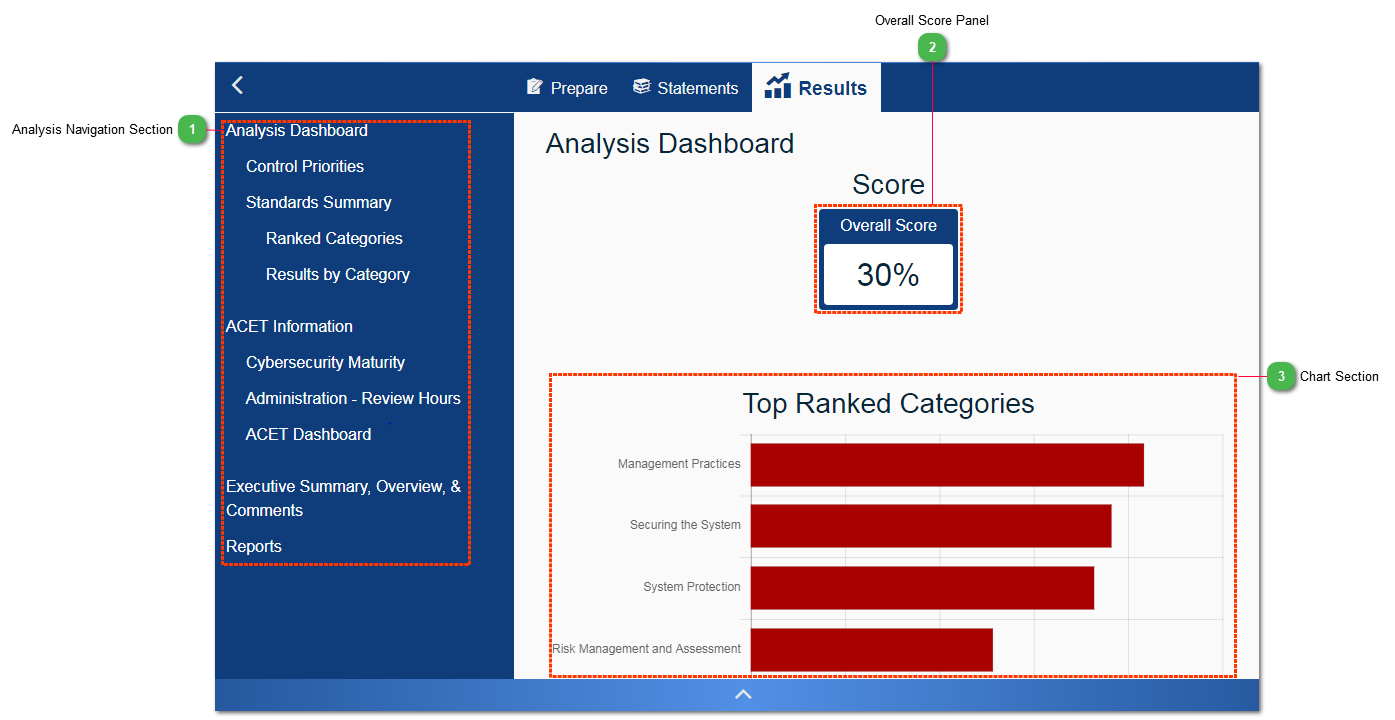 Overall Score Panel
2
Prepare
Statements
Results
Analysis Navigation Section
1
Analysis Dashboard
Control Priorities
Standards Summary
Ranked Categories
Results by Category
ACET Information
Cybersecurity Maturity
Administration - Review Hours
ACET Dashboard
Executive Summary, Overview, &
Comments
Reports
Analysis Dashboard
Score
Overall Score
30%
3
Chart Section
Top Ranked Categories
Management Practices
Securing the System
System Protection
Risk Management and Assessment